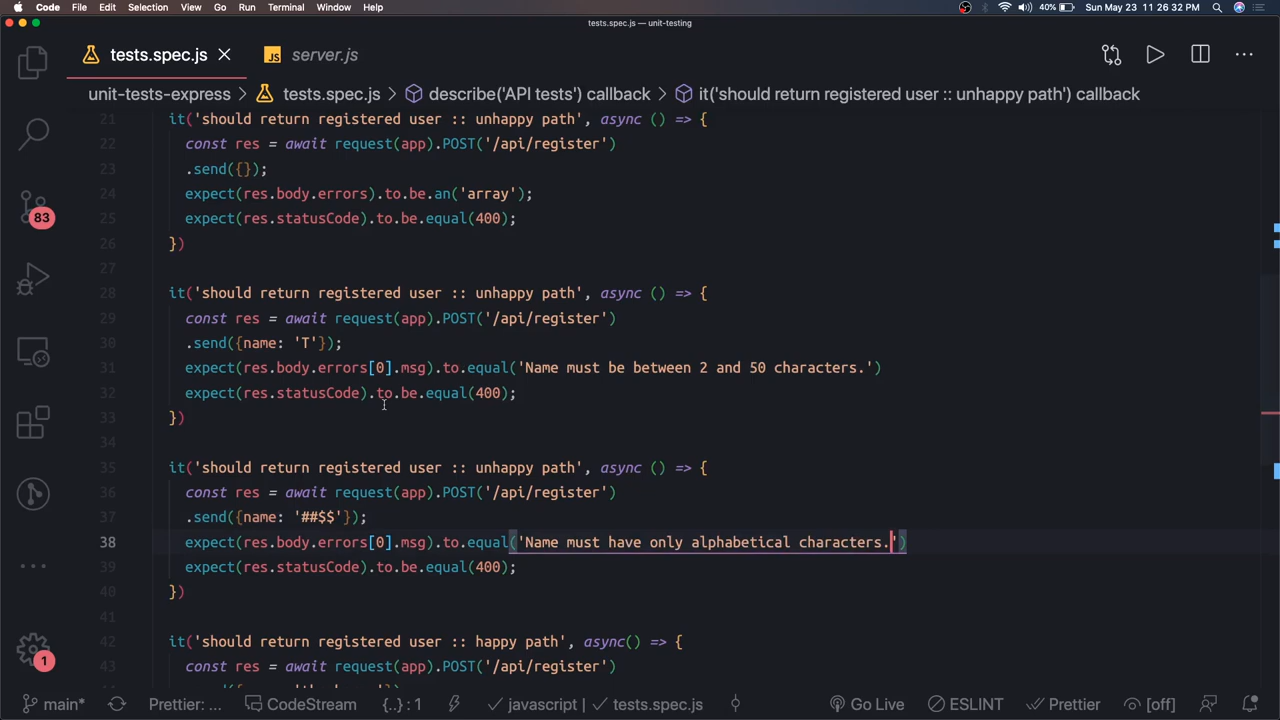 Code File Edit Selection View Go Run Terminal Window Help 40% Sun May 23 11:26:32 PM
tests.spec.js — unit-testing
tests.spec.js JS server.js
unit-tests-express > tests.spec.js > describe('API tests') callback > it('should return registered user :: unhappy path') callback
21 it('should return registered user :: unhappy path', async () => {
22 const res = await request(app).POST('/api/register')
23 .send({});
24 expect(res.body.errors).to.be.an('array');
25 expect(res.statusCode).to.be.equal(400);
26 })
27
28 it('should return registered user :: unhappy path', async () => {
29 const res = await request(app).POST('/api/register')
30 .send({name: 'T'});
31 expect(res.body.errors[0].msg).to.equal('Name must be between 2 and 50 characters.')
32 expect(res.statusCode).to.be.equal(400);
33 })
34
35 it('should return registered user :: unhappy path', async () => {
36 const res = await request(app).POST('/api/register')
37 .send({name: '##$$'});
38 expect(res.body.errors[0].msg).to.equal('Name must have only alphabetical characters.')
39 expect(res.statusCode).to.be.equal(400);
40 })
41
42 it('should return registered user :: happy path', async() => {
43 const res = await request(app).POST('/api/register')
83
1
main* Prettier: ... CodeStream {..} : 1 javascript | tests.spec.js Go Live ESLINT Prettier [off]